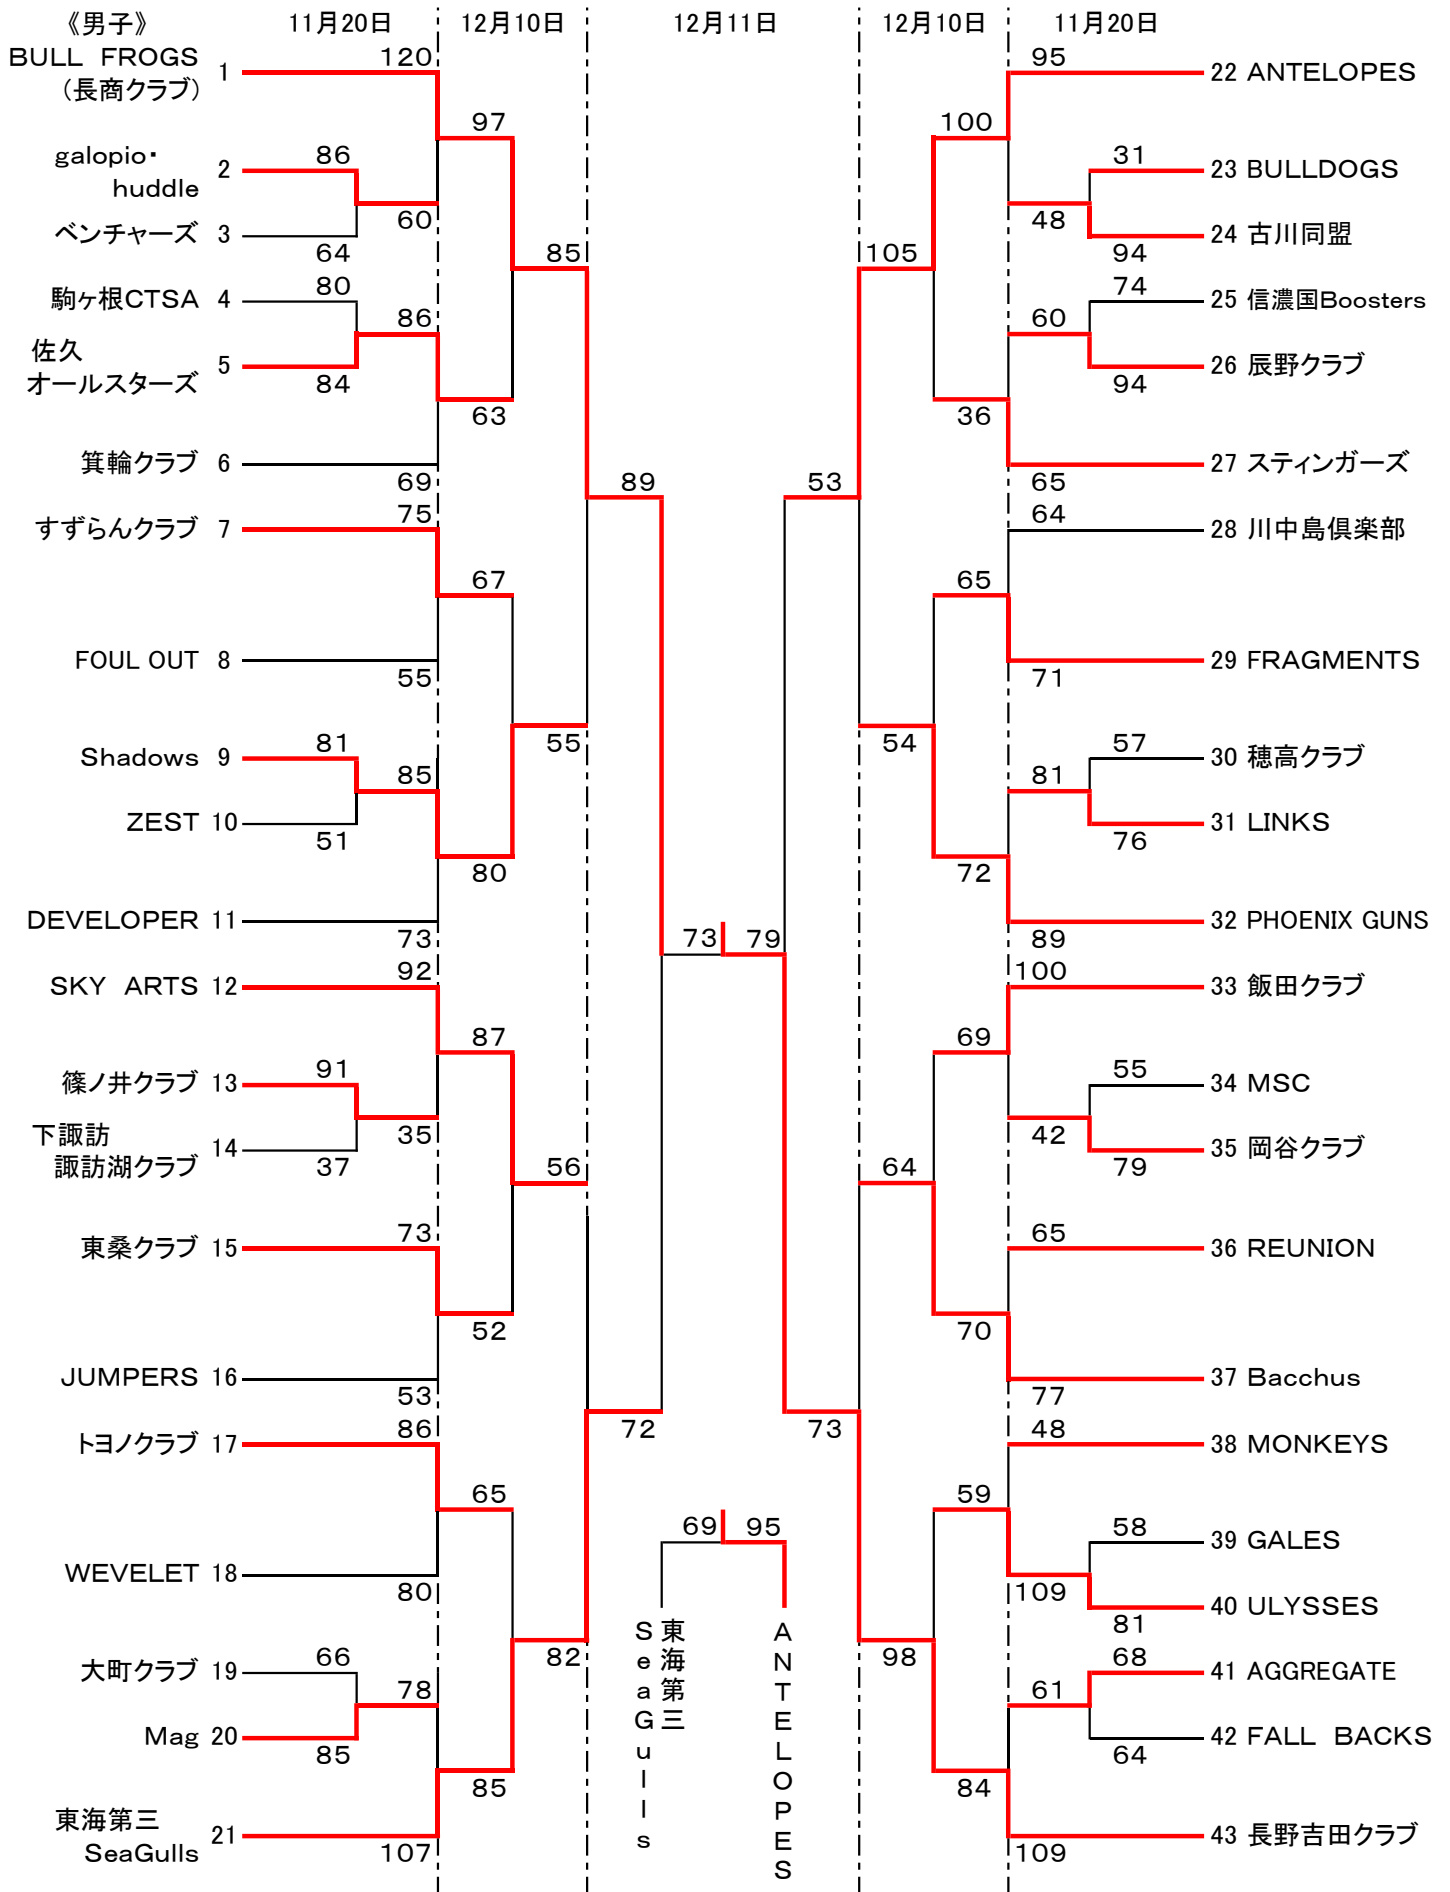 《男子》 11月20日 12月10日 12月11日 12月10日 11月20日
BULL FROGS
(長商クラブ) 1
galopio・
huddle 2
ベンチャーズ 3
駒ヶ根CTSA 4
佐久
オールスターズ 5
箕輪クラブ 6
すずらんクラブ 7
FOUL OUT 8
Shadows 9
ZEST 10
DEVELOPER 11
SKY ARTS 12
篠ノ井クラブ 13
下諏訪
諏訪湖クラブ 14
東桑クラブ 15
JUMPERS 16
トヨノクラブ 17
WEVELET 18
大町クラブ 19
Mag 20
東海第三
SeaGulls 21
86
64
80
84
81
51
91
37
66
85
120
60
86
69
75
55
85
73
92
35
73
53
86
80
78
107
97
63
67
80
87
52
65
85
85
55
56
82
89
72
73 79
69 95
東海第三
SeaGulls
ANTELOPES
53
73
105
54
64
98
100
36
65
72
69
70
59
84
95
48
60
65
64
71
81
89
100
42
65
77
48
109
61
109
31
94
74
94
57
76
55
79
58
81
68
64
22 ANTELOPES
23 BULLDOGS
24 古川同盟
25 信濃国Boosters
26 辰野クラブ
27 スティンガーズ
28 川中島倶楽部
29 FRAGMENTS
30 穂高クラブ
31 LINKS
32 PHOENIX GUNS
33 飯田クラブ
34 MSC
35 岡谷クラブ
36 REUNION
37 Bacchus
38 MONKEYS
39 GALES
40 ULYSSES
41 AGGREGATE
42 FALL BACKS
43 長野吉田クラブ